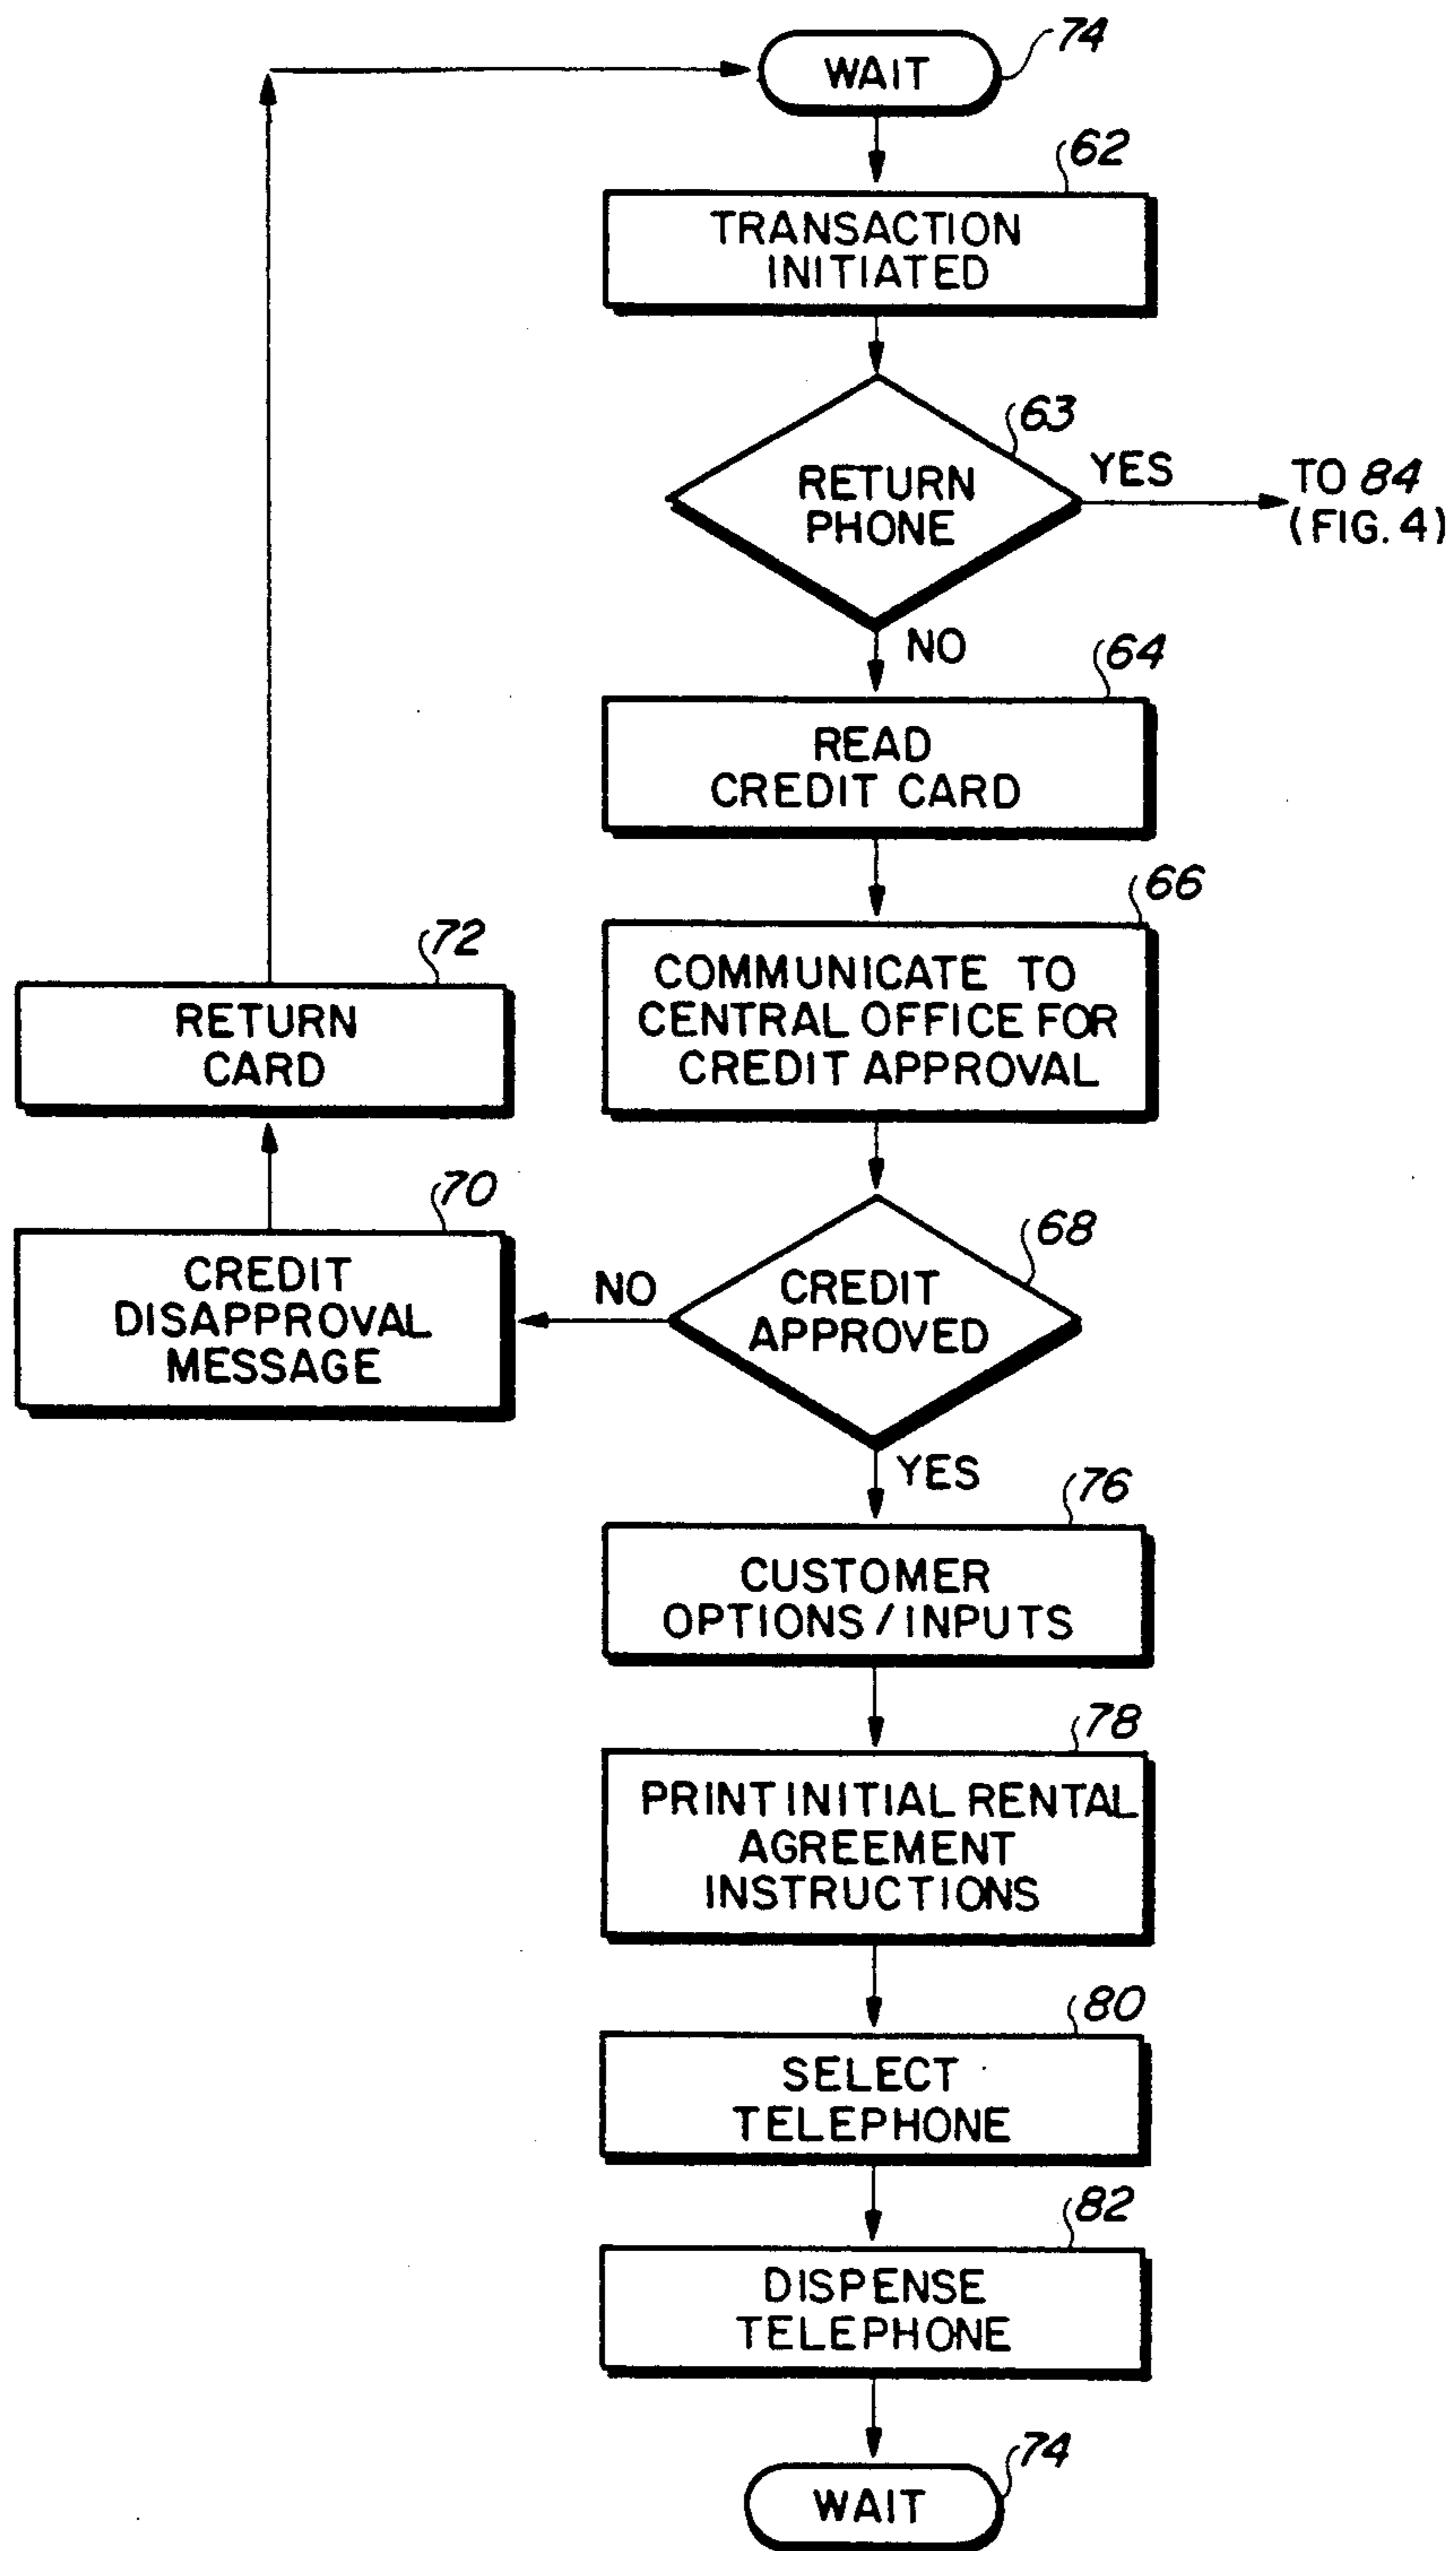 74
WAIT
62
TRANSACTION
INITIATED
63
RETURN
PHONE
YES
TO 84
(FIG. 4)
NO
64
READ
CREDIT CARD
66
COMMUNICATE TO
CENTRAL OFFICE FOR
CREDIT APPROVAL
72
RETURN
CARD
70
CREDIT
DISAPPROVAL
MESSAGE
NO
68
CREDIT
APPROVED
YES
76
CUSTOMER
OPTIONS / INPUTS
78
PRINT INITIAL RENTAL
AGREEMENT
INSTRUCTIONS
80
SELECT
TELEPHONE
82
DISPENSE
TELEPHONE
74
WAIT